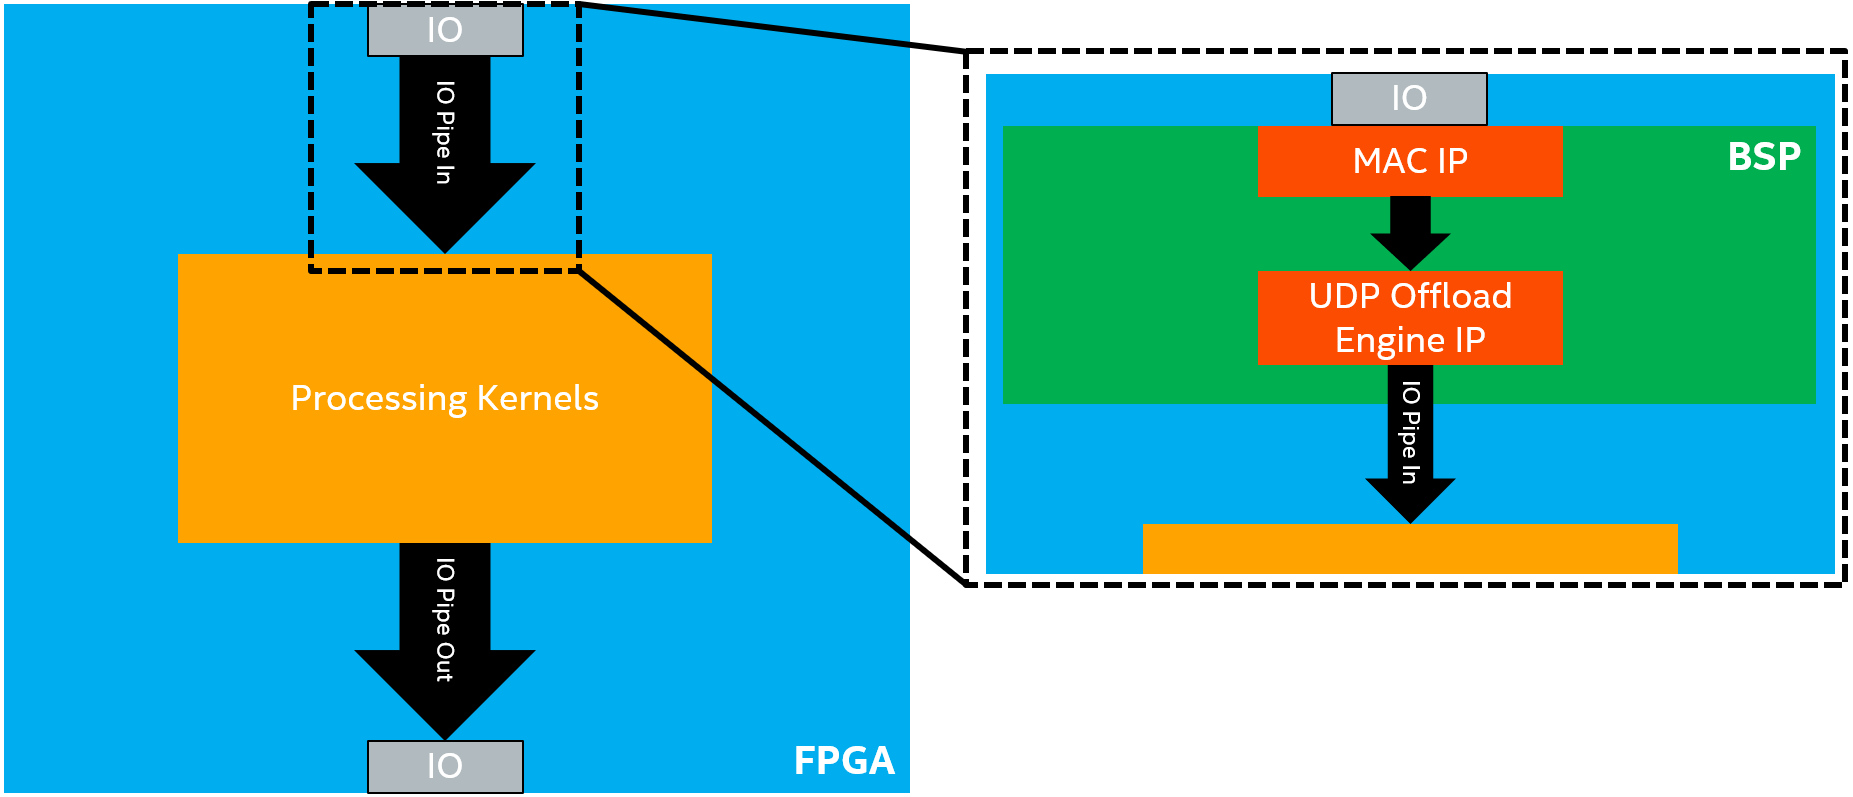 IO
IO Pipe In
Processing Kernels
IO Pipe Out
IO
FPGA
IO
MAC IP
BSP
UDP Offload
Engine IP
IO Pipe In